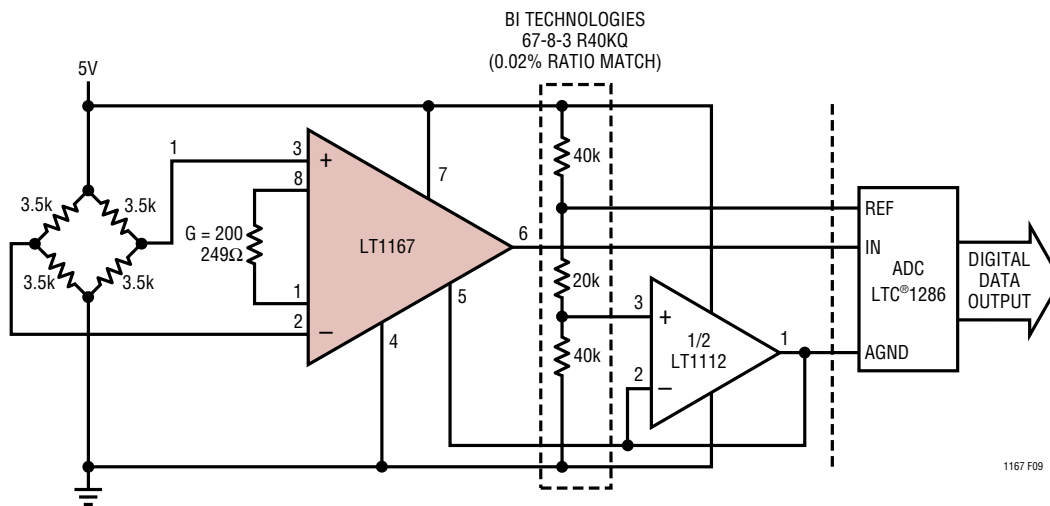 BI TECHNOLOGIES
67-8-3 R40KQ
(0.02% RATIO MATCH)
5V
1
3
+
8
7
40k
3.5k
3.5k
G = 200
249Ω
LT1167
6
REF
IN
ADC
LTC®1286
DIGITAL
DATA
OUTPUT
3.5k
3.5k
1
2
–
5
4
20k
3
+
1/2
LT1112
1
AGND
40k
2
–
1167 F09